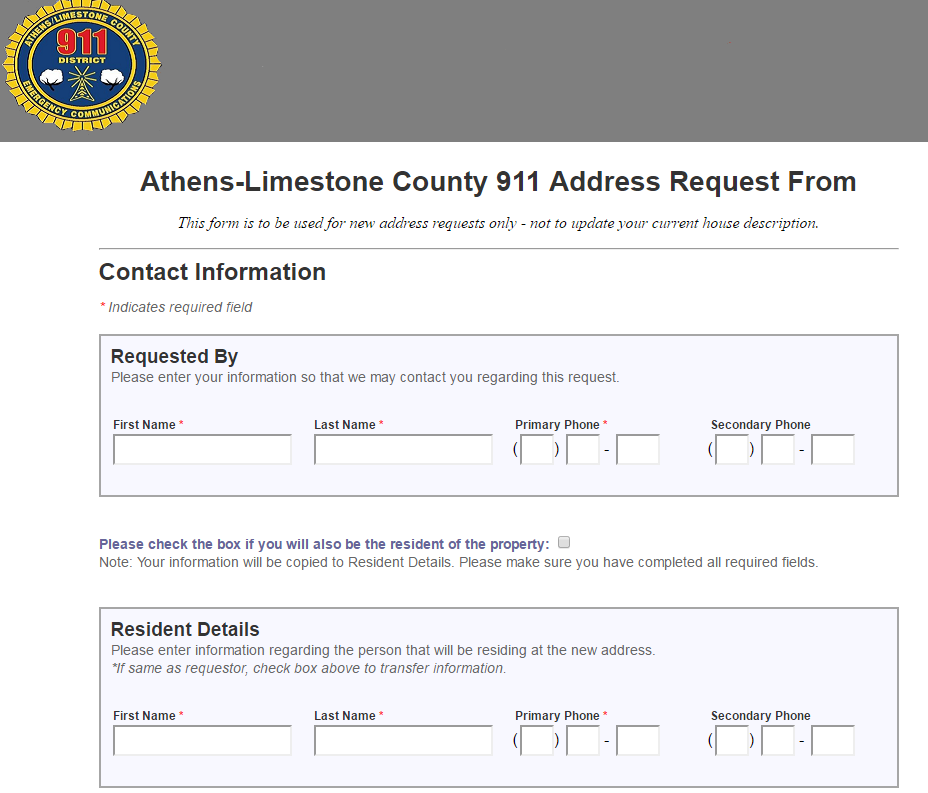 ATHENS/LIMESTONE COUNTY
911
DISTRICT
EMERGENCY COMMUNICATIONS
Athens-Limestone County 911 Address Request From
This form is to be used for new address requests only - not to update your current house description.
Contact Information
* Indicates required field
Requested By
Please enter your information so that we may contact you regarding this request.
First Name * Last Name * Primary Phone * Secondary Phone
( ) - ( ) -
Please check the box if you will also be the resident of the property:
Note: Your information will be copied to Resident Details. Please make sure you have completed all required fields.
Resident Details
Please enter information regarding the person that will be residing at the new address.
*If same as requestor, check box above to transfer information.
First Name * Last Name * Primary Phone * Secondary Phone
( ) - ( ) -